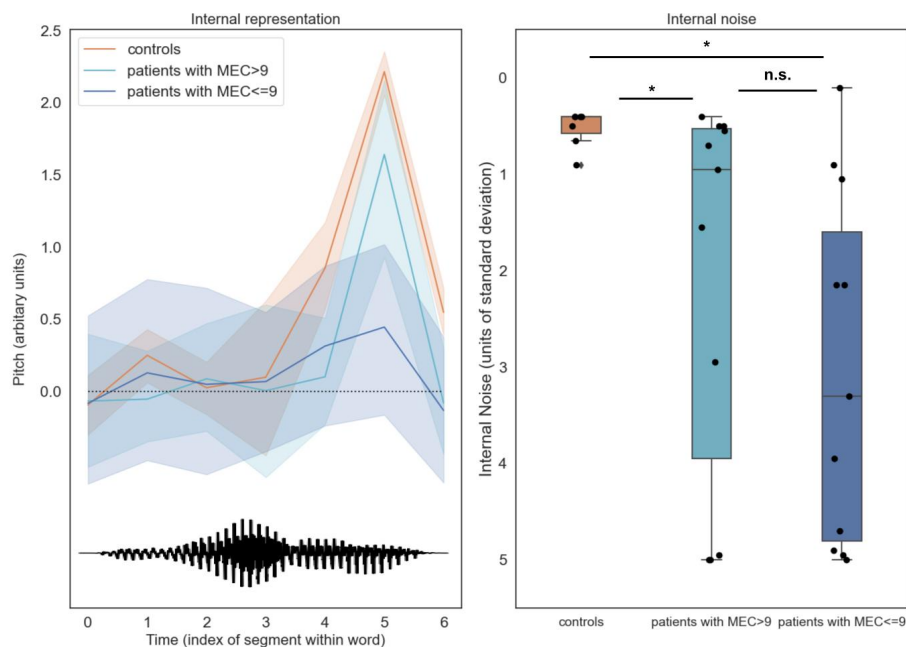 Internal representation
2.5
2.0
1.5
1.0
0.5
0.0
Pitch (arbitary units)
controls
patients with MEC>9
patients with MEC<=9
0 1 2 3 4 5 6
Time (index of segment within word)
Internal noise
0
1
2
3
4
5
Internal Noise (units of standard deviation)
*
*
n.s.
controls patients with MEC>9 patients with MEC<=9